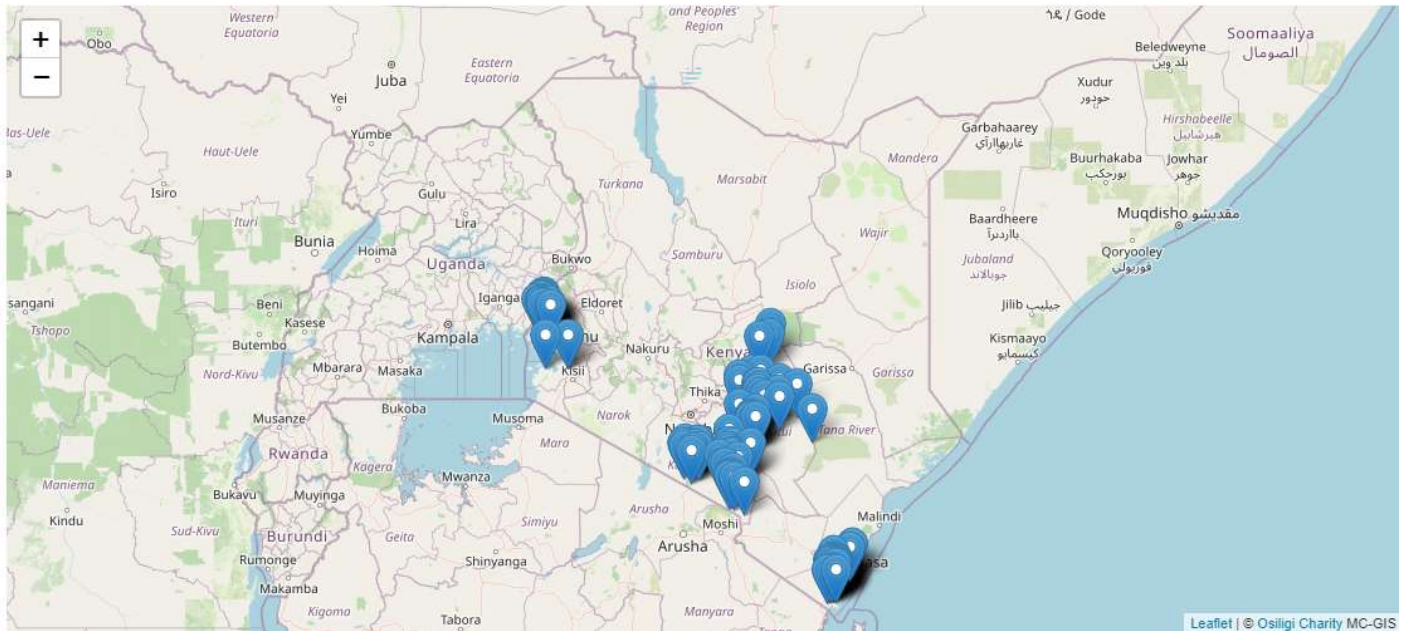 +
−
Western
Equatoria
Obo
Juba
Eastern
Equatoria
and Peoples'
Region
ጎዴ / Gode
Beledweyne
بلد وين
Soomaaliya
الصومال
Yei
Xudur
حودور
Hirshabeelle
هيرشابيل
Yumbe
Bas-Uele
Haut-Uele
Garbahaarey
غاربهاارآي
Mandera
Buurhakaba
بورحكب
Jowhar
جوهر
Isiro
Gulu
Turkana
Marsabit
Ituri
Lira
Baardheere
باارديرآ
Muqdisho مقديشو
Bunia
Hoima
Wajir
Uganda
Bukwo
Samburu
Jubaland
جوبالاند
Qoryooley
قوريولي
Isiolo
Iganga
Eldoret
Beni
Jilib جيليب
Tshopo
Kasese
Kampala
Kismaayo
كيسمايو
Butembo
Nakuru
Kenya
Mbarara
Masaka
Garissa
Garissa
Nord-Kivu
Kisii
Thika
Bukoba
Narok
Musanze
Musoma
Tana River
Rwanda
Mara
Kagera
Maniema
Bukavu
Muyinga
Mwanza
Kindu
Sud-Kivu
Simiyu
Arusha
Moshi
Malindi
Burundi
Geita
Arusha
Rumonge
Shinyanga
Makamba
Kigoma
Manyara
Tabora
Leaflet | © Osiligi Charity MC-GIS